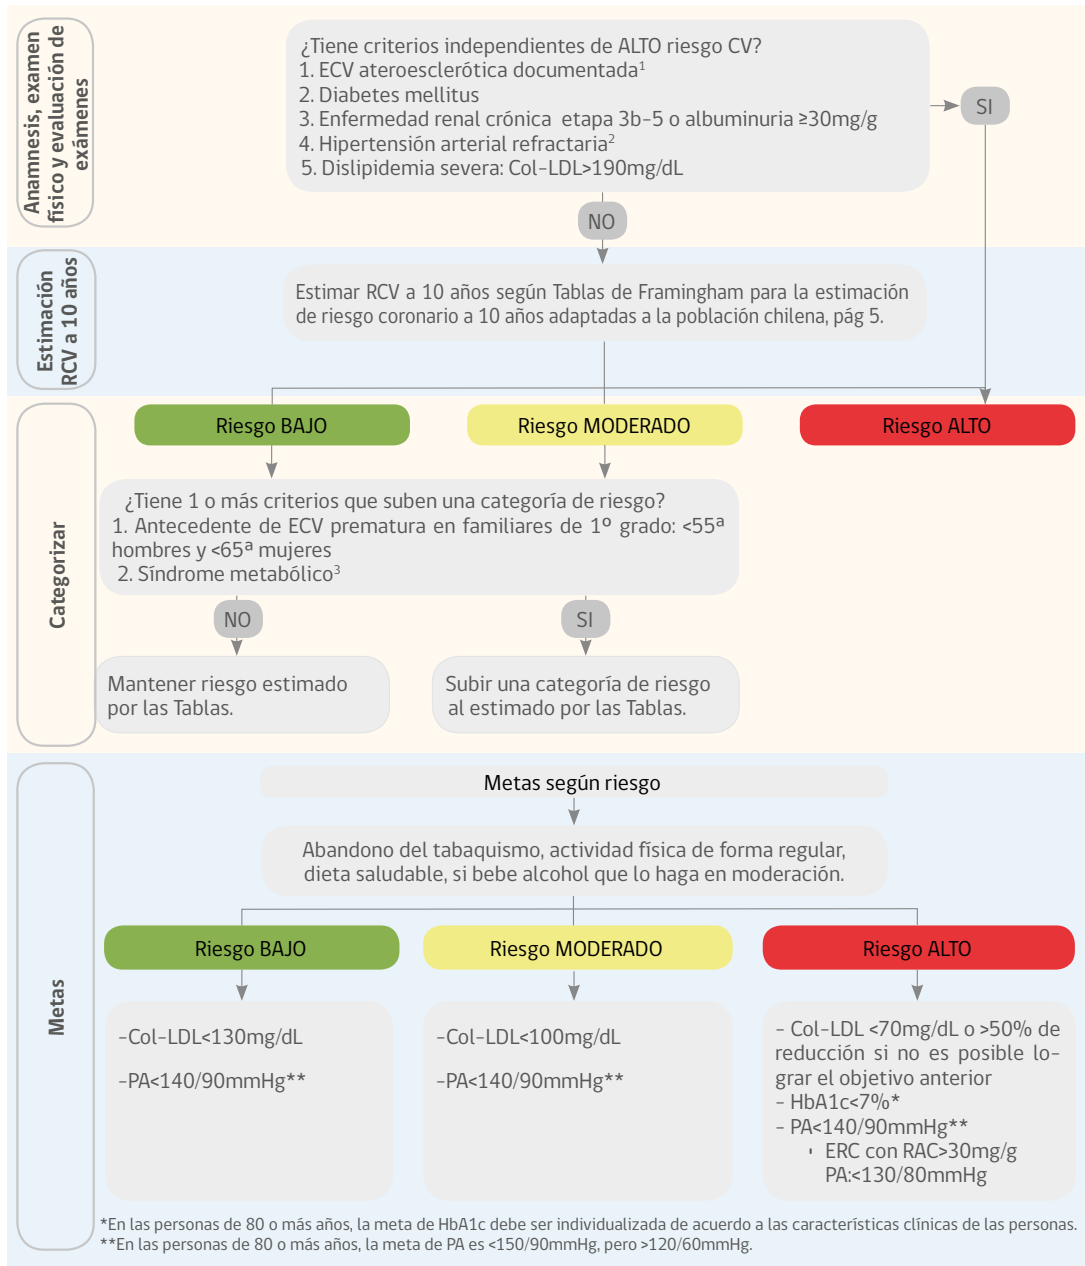 Anamnesis, examen
físico y evaluación de
exámenes
¿Tiene criterios independientes de ALTO riesgo CV?
1. ECV ateroesclerótica documentada1
2. Diabetes mellitus
3. Enfermedad renal crónica etapa 3b-5 o albuminuria ≥30mg/g
4. Hipertensión arterial refractaria2
5. Dislipidemia severa: Col-LDL>190mg/dL
SI
NO
Estimación
RCV a 10 años
Estimar RCV a 10 años según Tablas de Framingham para la estimación
de riesgo coronario a 10 años adaptadas a la población chilena, pág 5.
Categorizar
Riesgo BAJO
Riesgo MODERADO
Riesgo ALTO
¿Tiene 1 o más criterios que suben una categoría de riesgo?
1. Antecedente de ECV prematura en familiares de 1º grado: <55ª
hombres y <65ª mujeres
2. Síndrome metabólico3
NO
SI
Mantener riesgo estimado
por las Tablas.
Subir una categoría de riesgo
al estimado por las Tablas.
Metas
Metas según riesgo
Abandono del tabaquismo, actividad física de forma regular,
dieta saludable, si bebe alcohol que lo haga en moderación.
Riesgo BAJO
Riesgo MODERADO
Riesgo ALTO
-Col-LDL<130mg/dL
-PA<140/90mmHg**
-Col-LDL<100mg/dL
-PA<140/90mmHg**
- Col-LDL <70mg/dL o >50% de
reducción si no es posible lo-
grar el objetivo anterior
- HbA1c<7%*
- PA<140/90mmHg**
' ERC con RAC>30mg/g
PA:<130/80mmHg
*En las personas de 80 o más años, la meta de HbA1c debe ser individualizada de acuerdo a las características clínicas de las personas.
**En las personas de 80 o más años, la meta de PA es <150/90mmHg, pero >120/60mmHg.